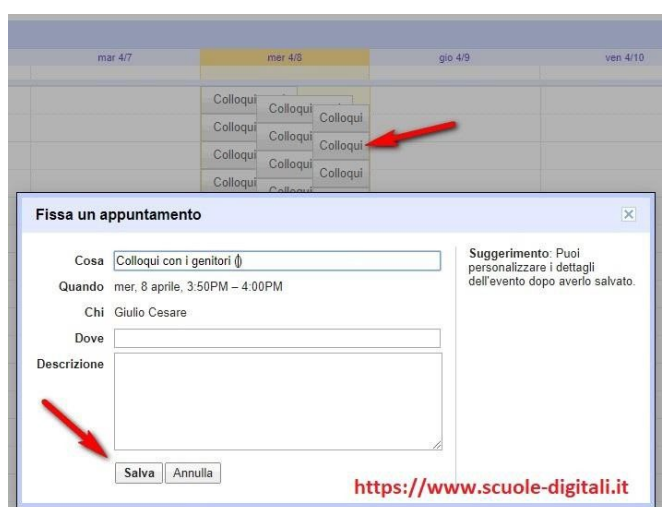 mar 4/7 mer 4/8 gio 4/9 ven 4/10
Colloqui
Colloqui
Colloqui
Colloqui
Colloqui
Colloqui
Colloqui
Colloqui
Colloqui
Colloqui
Colloqui
Fissa un appuntamento
Cosa Colloqui con i genitori ()
Quando mer, 8 aprile, 3:50PM – 4:00PM
Chi Giulio Cesare
Dove
Descrizione
Salva Annulla
Suggerimento: Puoi
personalizzare i dettagli
dell'evento dopo averlo salvato.
https://www.scuole-digitali.it